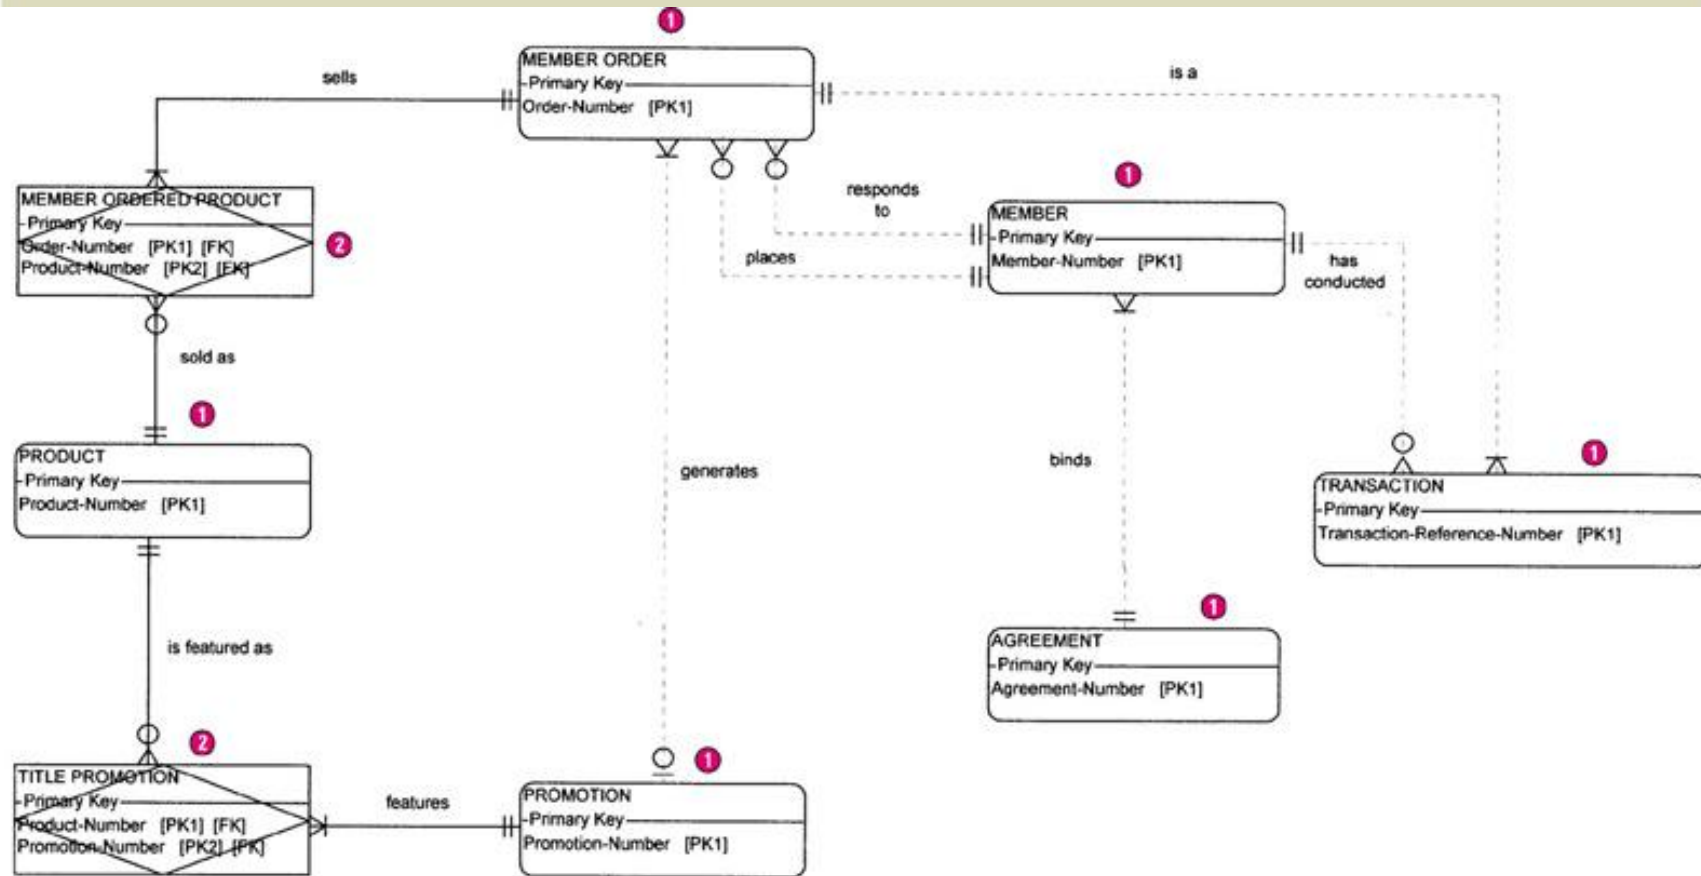 1
MEMBER ORDER
Primary Key
Order-Number [PK1]
sells
is a
MEMBER ORDERED PRODUCT
Primary Key
Order-Number [PK1] [FK]
Product-Number [PK2] [FK]
2
responds
to
places
1
MEMBER
Primary Key
Member-Number [PK1]
has
conducted
sold as
1
PRODUCT
Primary Key
Product-Number [PK1]
generates
binds
1
TRANSACTION
Primary Key
Transaction-Reference-Number [PK1]
is featured as
1
AGREEMENT
Primary Key
Agreement-Number [PK1]
2
TITLE PROMOTION
Primary Key
Product-Number [PK1] [FK]
Promotion-Number [PK2] [FK]
features
1
PROMOTION
Primary Key
Promotion-Number [PK1]